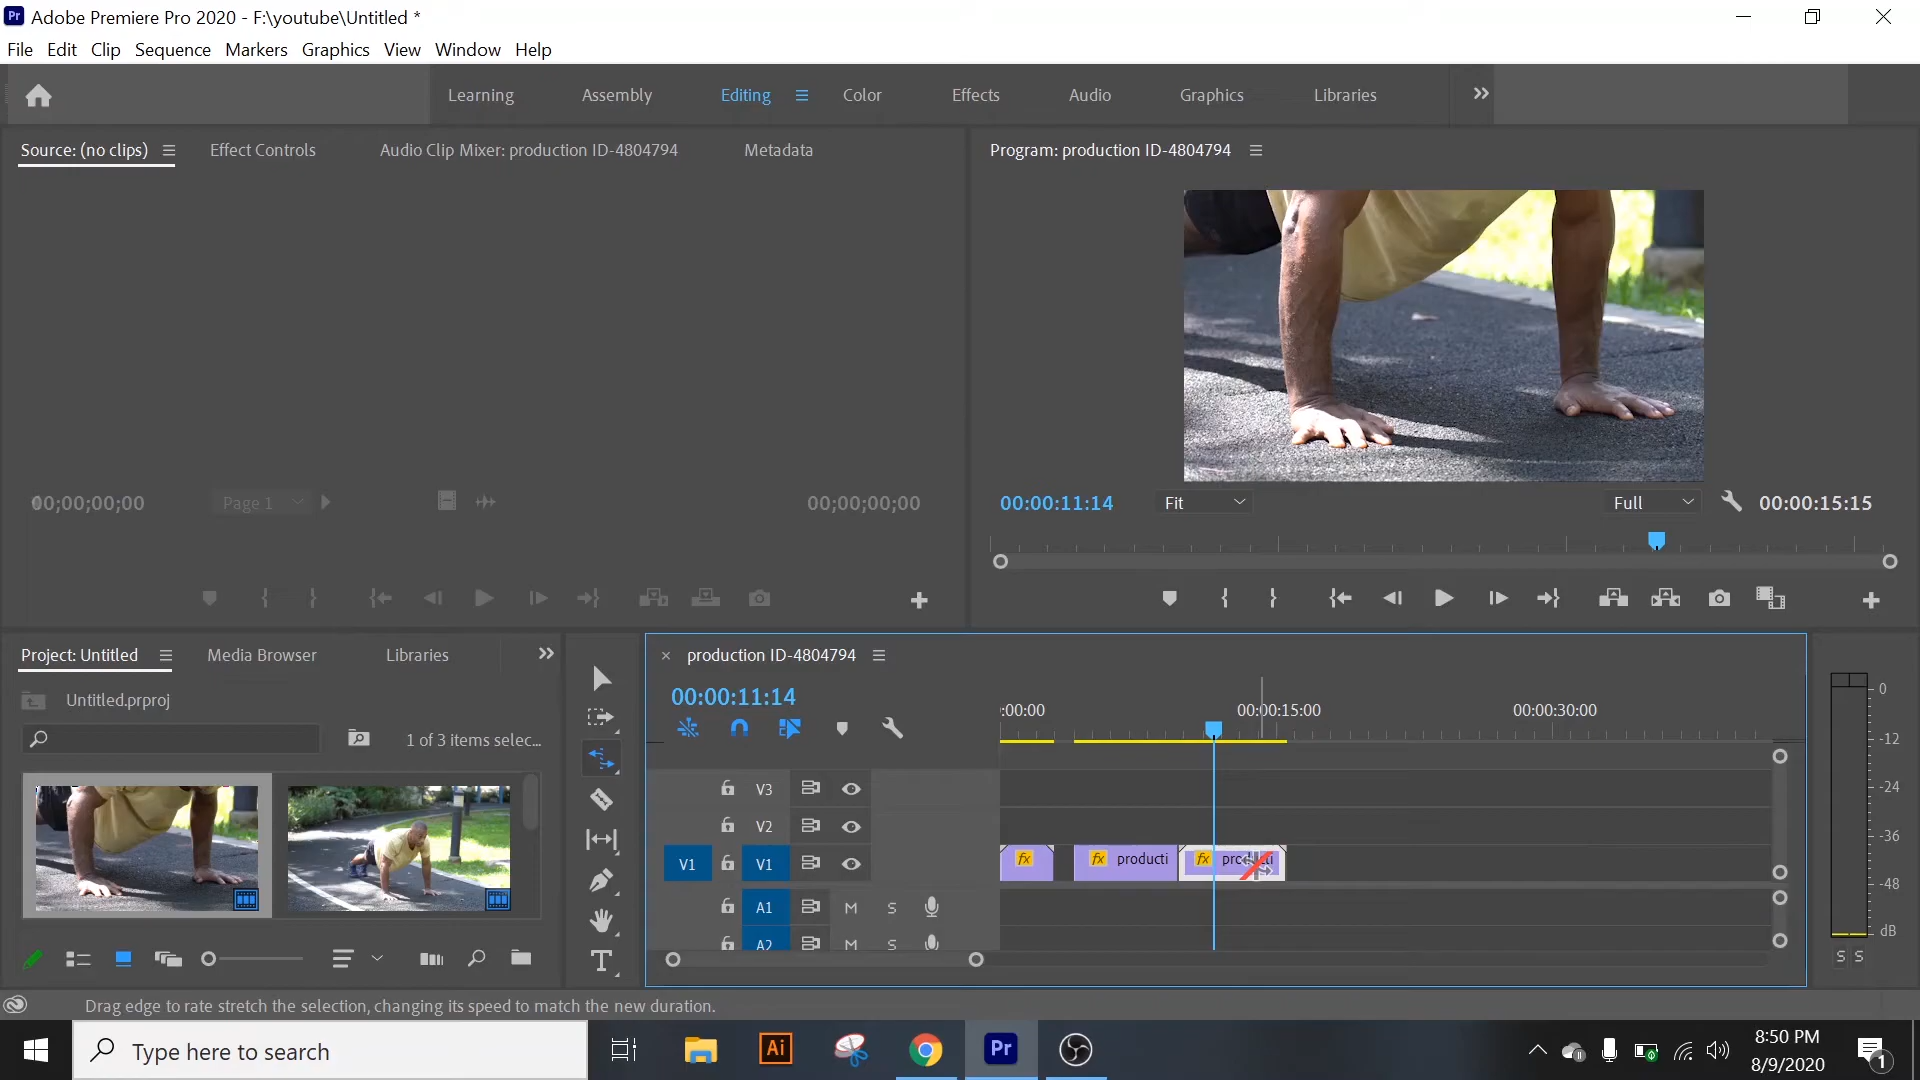 Adobe Premiere Pro 2020 - F:\youtube\Untitled *
File Edit Clip Sequence Markers Graphics View Window Help
Learning Assembly Editing Color Effects Audio Graphics Libraries
Source: (no clips) Effect Controls Audio Clip Mixer: production ID-4804794 Metadata
Program: production ID-4804794
00;00;00;00 Page 1 00;00;00;00
00:00:11:14 Fit Full 00:00:15:15
Project: Untitled Media Browser Libraries
Untitled.prproj
1 of 3 items selec...
production ID-4804794
00:00:11:14
:00:00 00:00:15:00 00:00:30:00
V3
V2
V1 V1 fx fx producti fx
A1 M S
A2 M S
0
-12
-24
-36
-48
dB
S S
Drag edge to rate stretch the selection, changing its speed to match the new duration.
Type here to search
Ai Pr
8:50 PM
8/9/2020
1